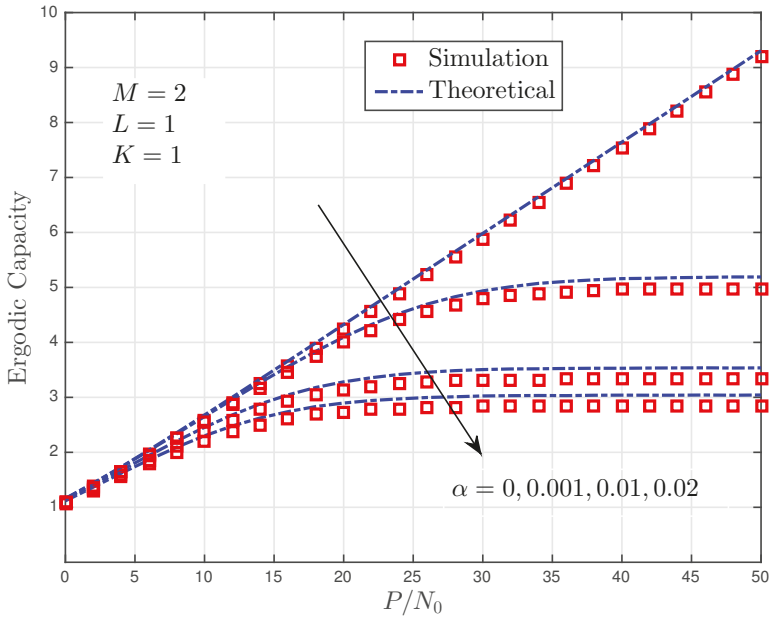 10
9
8
7
6
5
4
3
2
1
Ergodic Capacity
M = 2
L = 1
K = 1
Simulation
Theoretical
α = 0, 0.001, 0.01, 0.02
0 5 10 15 20 25 30 35 40 45 50
P/N₀